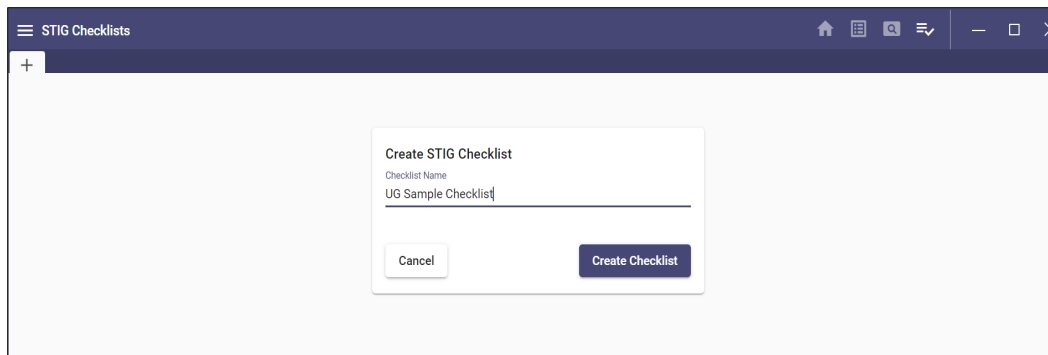 STIG Checklists
+
Create STIG Checklist
Checklist Name
UG Sample Checklist
Cancel
Create Checklist